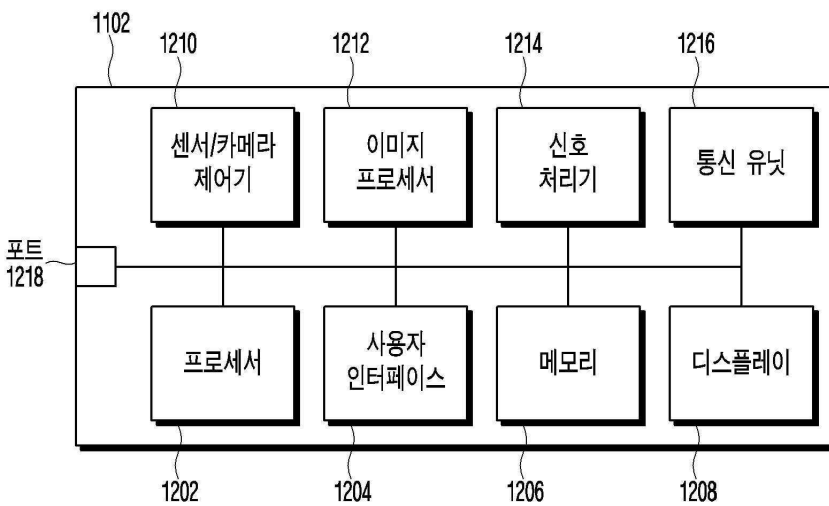 1102
1210
1212
1214
1216
센서/카메라
제어기
이미지
프로세서
신호
처리기
통신 유닛
포트
1218
프로세서
사용자
인터페이스
메모리
디스플레이
1202
1204
1206
1208